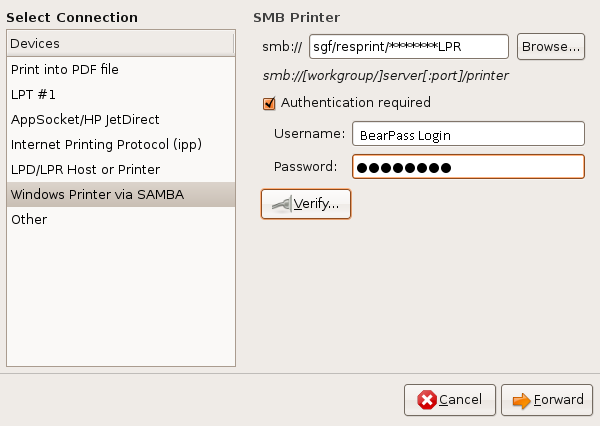 Select Connection
Devices
Print into PDF file
LPT #1
AppSocket/HP JetDirect
Internet Printing Protocol (ipp)
LPD/LPR Host or Printer
Windows Printer via SAMBA
Other
SMB Printer
smb:// sgf/resprint/********LPR Browse...
smb://[workgroup/]server[:port]/printer
Authentication required
Username: BearPass Login
Password: ●●●●●●●●
Verify...
Cancel Forward